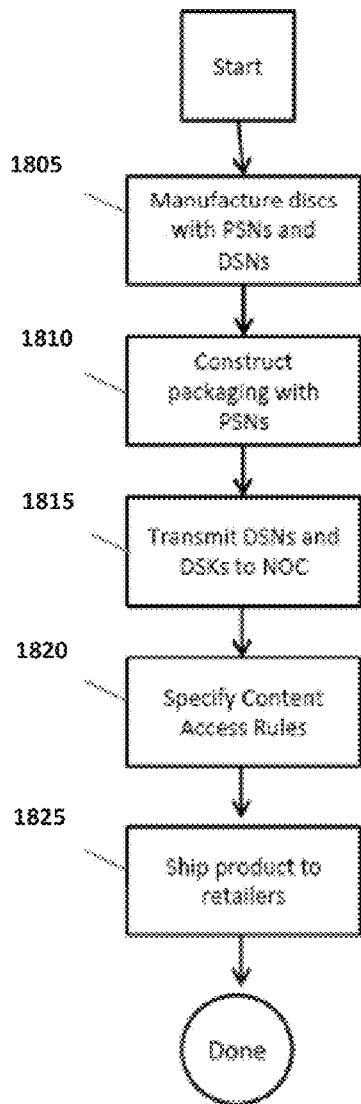 Start
1805
Manufacture discs
with PSNs and
DSNs
1810
Construct
packaging with
PSNs
1815
Transmit DSNs and
DSKs to NOC
1820
Specify Content
Access Rules
1825
Ship product to
retailers
Done